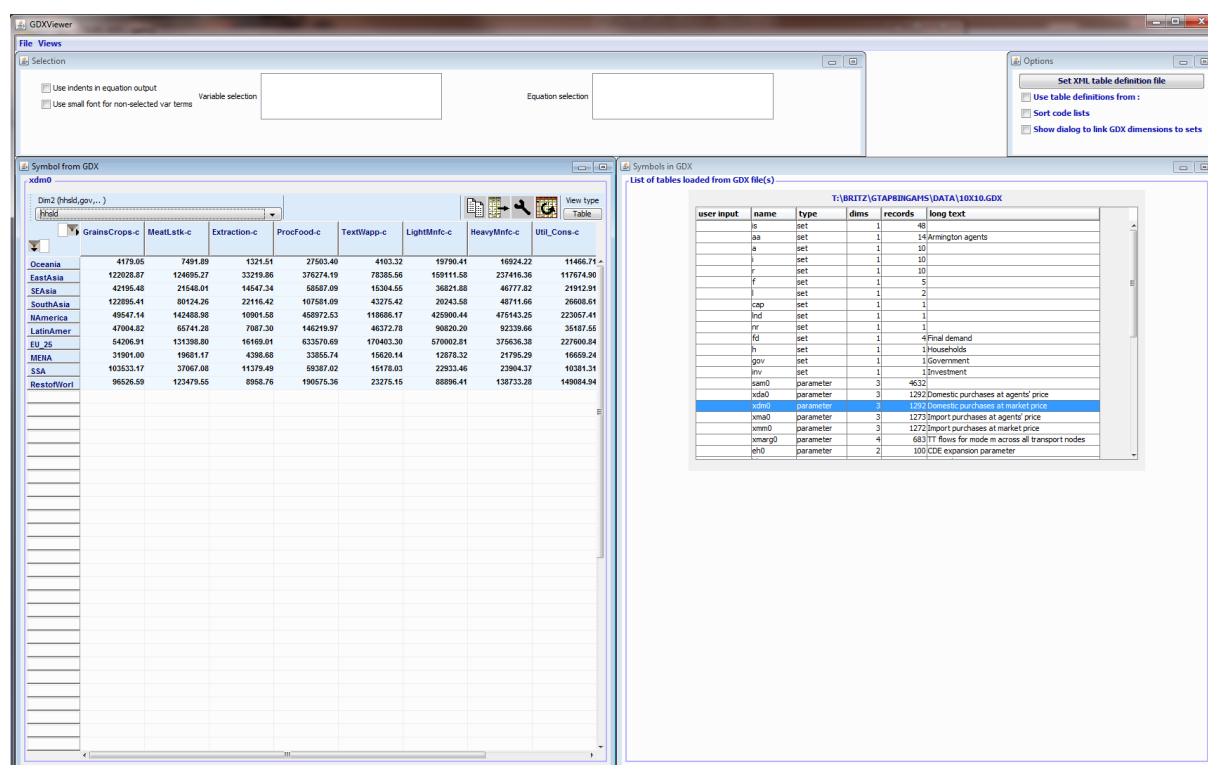 GDXViewer
File Views
Selection
Use indents in equation output
Use small font for non-selected var terms
Variable selection
Equation selection
Options
Set XML table definition file
Use table definitions from :
Sort code lists
Show dialog to link GDX dimensions to sets
Symbol from GDX
xdm0
Dim2 (hhsld,gov,.. )
hhsld
View type
Table
GrainsCrops-c MeatLstk-c Extraction-c ProcFood-c TextWapp-c LightMnfc-c HeavyMnfc-c Util_Cons-c
Oceania 4179.05 7491.89 1321.51 27503.40 4103.32 19790.41 16924.22 11466.71
EastAsia 122028.87 124695.27 33219.86 376274.19 78385.56 159111.58 237416.36 117674.90
SEAsia 42195.48 21548.01 14547.34 58587.09 15304.55 36821.88 46777.82 21912.91
SouthAsia 122895.41 80124.26 22116.42 107581.09 43275.42 20243.58 48711.66 26608.61
NAmerica 49547.14 142488.98 10901.58 458972.53 118686.17 425900.44 475143.25 223057.41
LatinAmer 47004.82 65741.28 7087.30 146219.97 46372.78 90820.20 92339.66 35187.55
EU_25 54206.91 131398.80 16169.01 633570.69 170403.30 570002.81 375636.38 227600.84
MENA 31901.00 19681.17 4398.68 33855.74 15620.14 12878.32 21795.29 16659.24
SSA 103533.17 37067.08 11379.49 59387.02 15178.03 22933.46 23904.37 10381.31
RestofWorl 96526.59 123479.55 8958.76 190575.36 23275.15 88896.41 138733.28 149084.94
Symbols in GDX
List of tables loaded from GDX file(s)
T:\BRITZ\GTAP8INGAMS\DATA\10X10.GDX
user input name type dims records long text
is set 1 48
aa set 1 14 Armington agents
a set 1 10
i set 1 10
r set 1 10
f set 1 5
l set 1 2
cap set 1 1
lnd set 1 1
nr set 1 1
fd set 1 4 Final demand
h set 1 1 Households
gov set 1 1 Government
inv set 1 1 Investment
sam0 parameter 3 4632
xda0 parameter 3 1292 Domestic purchases at agents' price
xdm0 parameter 3 1292 Domestic purchases at market price
xma0 parameter 3 1273 Import purchases at agents' price
xmm0 parameter 3 1272 Import purchases at market price
xmarg0 parameter 4 683 TT flows for mode m across all transport nodes
eh0 parameter 2 100 CDE expansion parameter